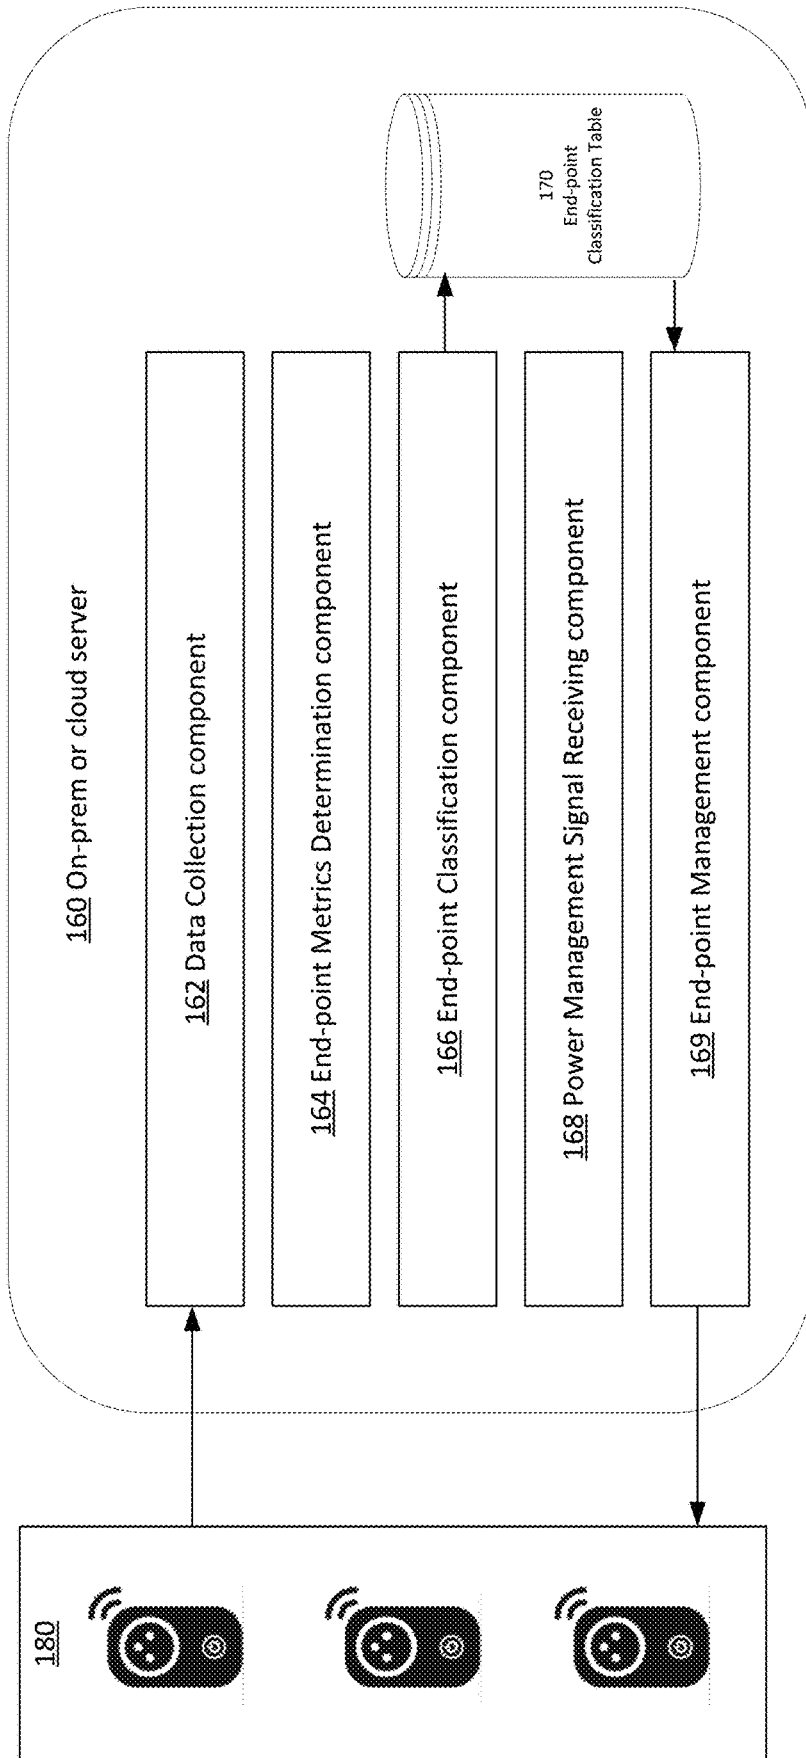 180
160 On-prem or cloud server
162 Data Collection component
164 End-point Metrics Determination component
166 End-point Classification component
168 Power Management Signal Receiving component
169 End-point Management component
170
End-point
Classification Table